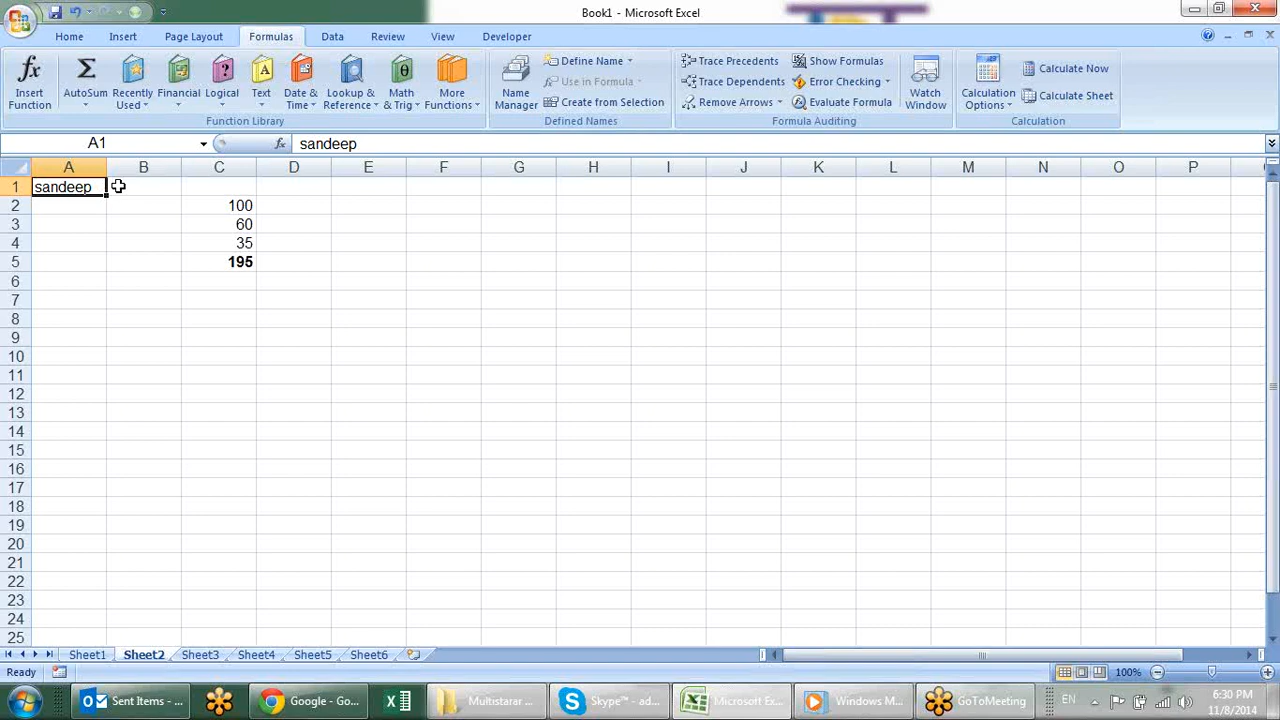 Book1 - Microsoft Excel
Home Insert Page Layout Formulas Data Review View Developer
fx Σ ? A θ
Insert Function
AutoSum
Recently Used
Financial
Logical
Text
Date & Time
Lookup & Reference
Math & Trig
More Functions
Function Library
Name Manager
Define Name
Use in Formula
Create from Selection
Defined Names
Trace Precedents
Trace Dependents
Remove Arrows
Show Formulas
Error Checking
Evaluate Formula
Formula Auditing
Watch Window
Calculation Options
Calculate Now
Calculate Sheet
Calculation
A1 fx sandeep
A B C D E F G H I J K L M N O P
1 sandeep
2 100
3 60
4 35
5 195
6
7
8
9
10
11
12
13
14
15
16
17
18
19
20
21
22
23
24
25
Sheet1 Sheet2 Sheet3 Sheet4 Sheet5 Sheet6
Ready 100%
Sent Items - ... Google - Go... Multistarar ... Skype™ - ad... Microsoft Ex... Windows M... GoToMeeting EN 6:30 PM
11/8/2014